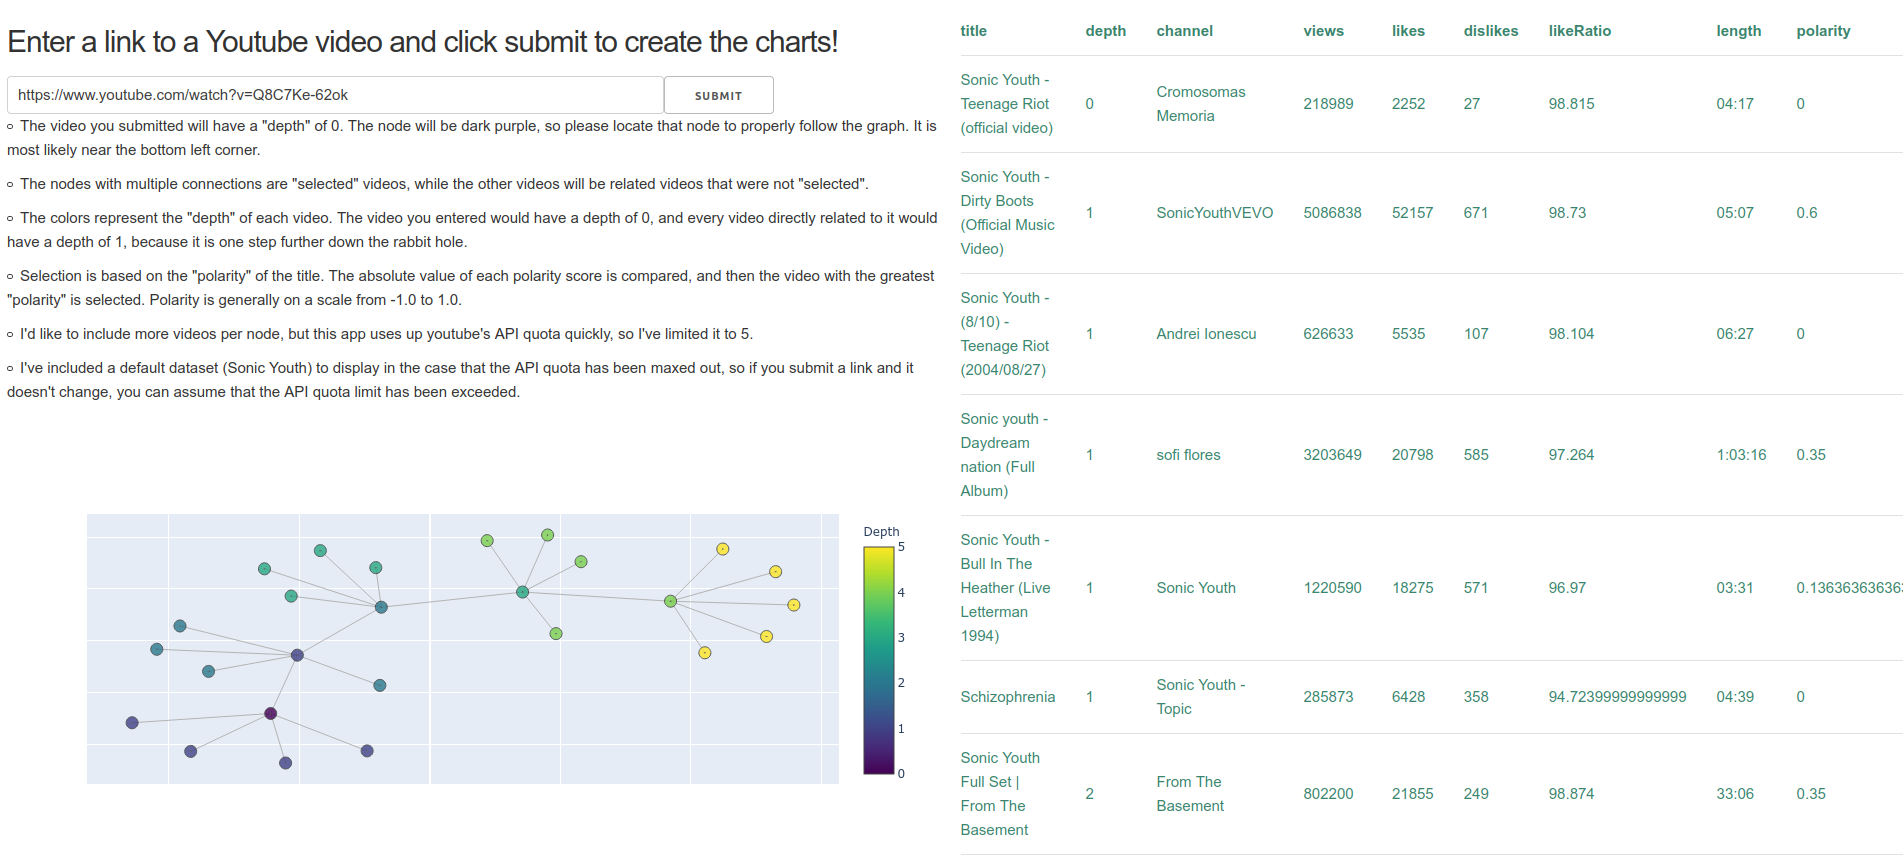 Enter a link to a Youtube video and click submit to create the charts!
https://www.youtube.com/watch?v=Q8C7Ke-62ok
SUBMIT
The video you submitted will have a "depth" of 0. The node will be dark purple, so please locate that node to properly follow the graph. It is
most likely near the bottom left corner.
The nodes with multiple connections are "selected" videos, while the other videos will be related videos that were not "selected".
The colors represent the "depth" of each video. The video you entered would have a depth of 0, and every video directly related to it would
have a depth of 1, because it is one step further down the rabbit hole.
Selection is based on the "polarity" of the title. The absolute value of each polarity score is compared, and then the video with the greatest
"polarity" is selected. Polarity is generally on a scale from -1.0 to 1.0.
I'd like to include more videos per node, but this app uses up youtube's API quota quickly, so I've limited it to 5.
I've included a default dataset (Sonic Youth) to display in the case that the API quota has been maxed out, so if you submit a link and it
doesn't change, you can assume that the API quota limit has been exceeded.
Depth
5
4
3
2
1
0
title depth channel views likes dislikes likeRatio length polarity
Sonic Youth -
Teenage Riot
(official video)
0
Cromosomas
Memoria
218989 2252 27 98.815 04:17 0
Sonic Youth -
Dirty Boots
(Official Music
Video)
1 SonicYouthVEVO 5086838 52157 671 98.73 05:07 0.6
Sonic Youth -
(8/10) -
Teenage Riot
(2004/08/27)
1 Andrei Ionescu 626633 5535 107 98.104 06:27 0
Sonic youth -
Daydream
nation (Full
Album)
1 sofi flores 3203649 20798 585 97.264 1:03:16 0.35
Sonic Youth -
Bull In The
Heather (Live
Letterman
1994)
1 Sonic Youth 1220590 18275 571 96.97 03:31 0.136363636363
Schizophrenia
1
Sonic Youth -
Topic
285873 6428 358 94.72399999999999 04:39 0
Sonic Youth
Full Set |
From The
Basement
2
From The
Basement
802200 21855 249 98.874 33:06 0.35